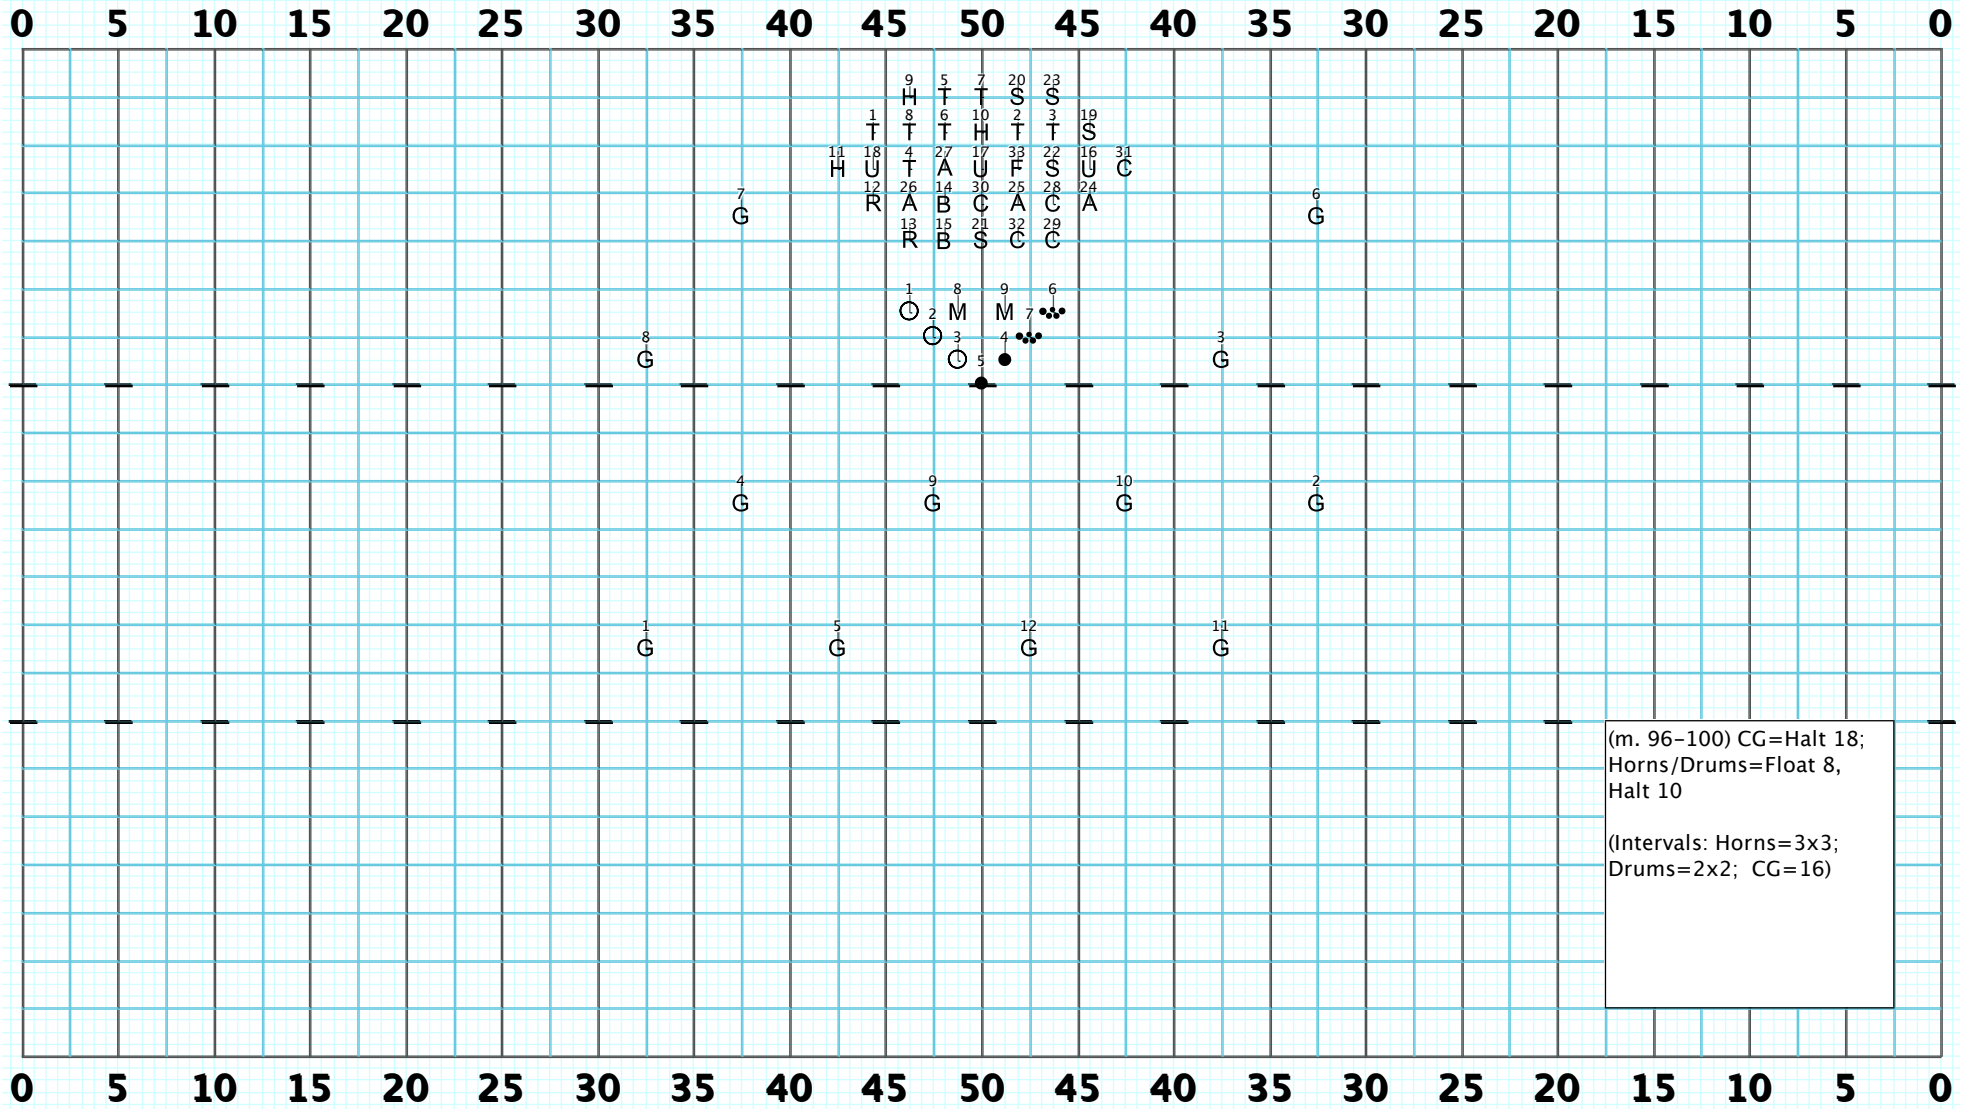 0 5 10 15 20 25 30 35 40 45 50 45 40 35 30 25 20 15 10 5 0
9 5 7 20 23
H T T S S
1 8 6 10 2 3 19
T T T H T T S
11 18 4 27 17 33 22 16 31
H U T A U F S U C
12 26 14 30 25 28 24
R A B C A C A
7 6
G G
13 15 21 32 29
R B S C C
1 8 9 6
M M
2 7
8 3 4 3
G G
5
4 9 10 2
G G G G
1 5 12 11
G G G G
(m. 96–100) CG=Halt 18;
Horns/Drums=Float 8,
Halt 10
(Intervals: Horns=3x3;
Drums=2x2;  CG=16)
0 5 10 15 20 25 30 35 40 45 50 45 40 35 30 25 20 15 10 5 0